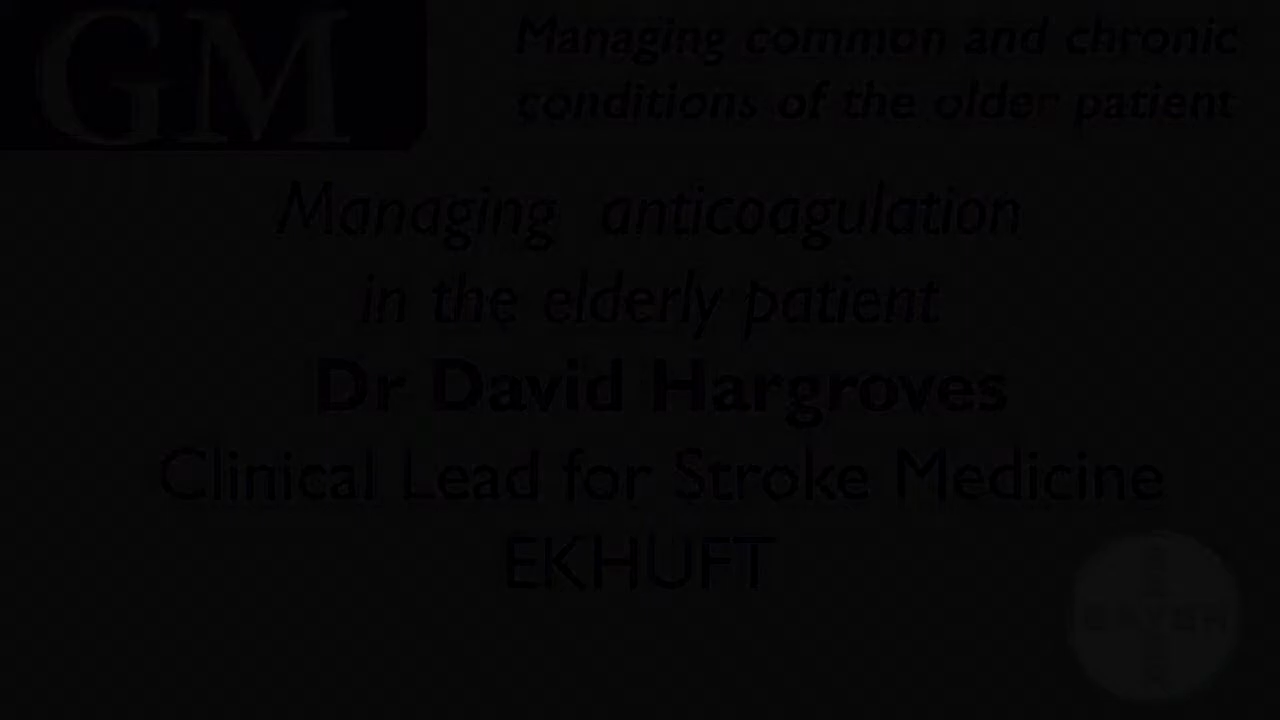 GM
Managing common and chronic
conditions of the older patient
Managing anticoagulation
in the elderly patient
Dr David Hargroves
Clinical Lead for Stroke Medicine
EKHUFT
BAYER